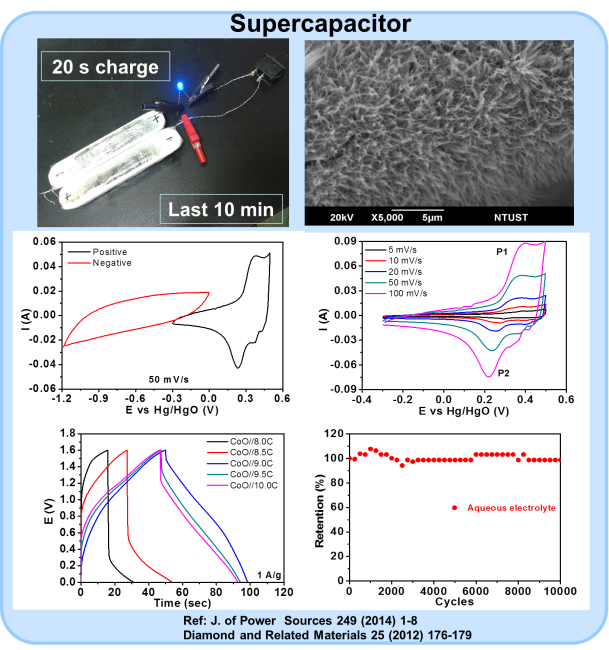 Supercapacitor
20 s charge
Last 10 min
20kV X5,000 5µm NTUST
0.06
0.04
0.02
0.00
-0.02
-0.04
-0.06
I (A)
Positive
Negative
50 mV/s
-1.2 -0.9 -0.6 -0.3 0.0 0.3 0.6
E vs Hg/HgO (V)
0.09
0.06
0.03
0.00
-0.03
-0.06
-0.09
I (A)
5 mV/s
10 mV/s
20 mV/s
50 mV/s
100 mV/s
P1
P2
-0.4 -0.2 0.0 0.2 0.4 0.6
E vs Hg/HgO (V)
1.8
1.6
1.4
1.2
1.0
0.8
0.6
0.4
0.2
0.0
E (V)
CoO//8.0C
CoO//8.5C
CoO//9.0C
CoO//9.5C
CoO//10.0C
1 A/g
0 20 40 60 80 100 120
Time (sec)
120
100
80
60
40
20
0
Retention (%)
Aqueous electrolyte
0 2000 4000 6000 8000 10000
Cycles
Ref: J. of Power Sources 249 (2014) 1-8
Diamond and Related Materials 25 (2012) 176-179